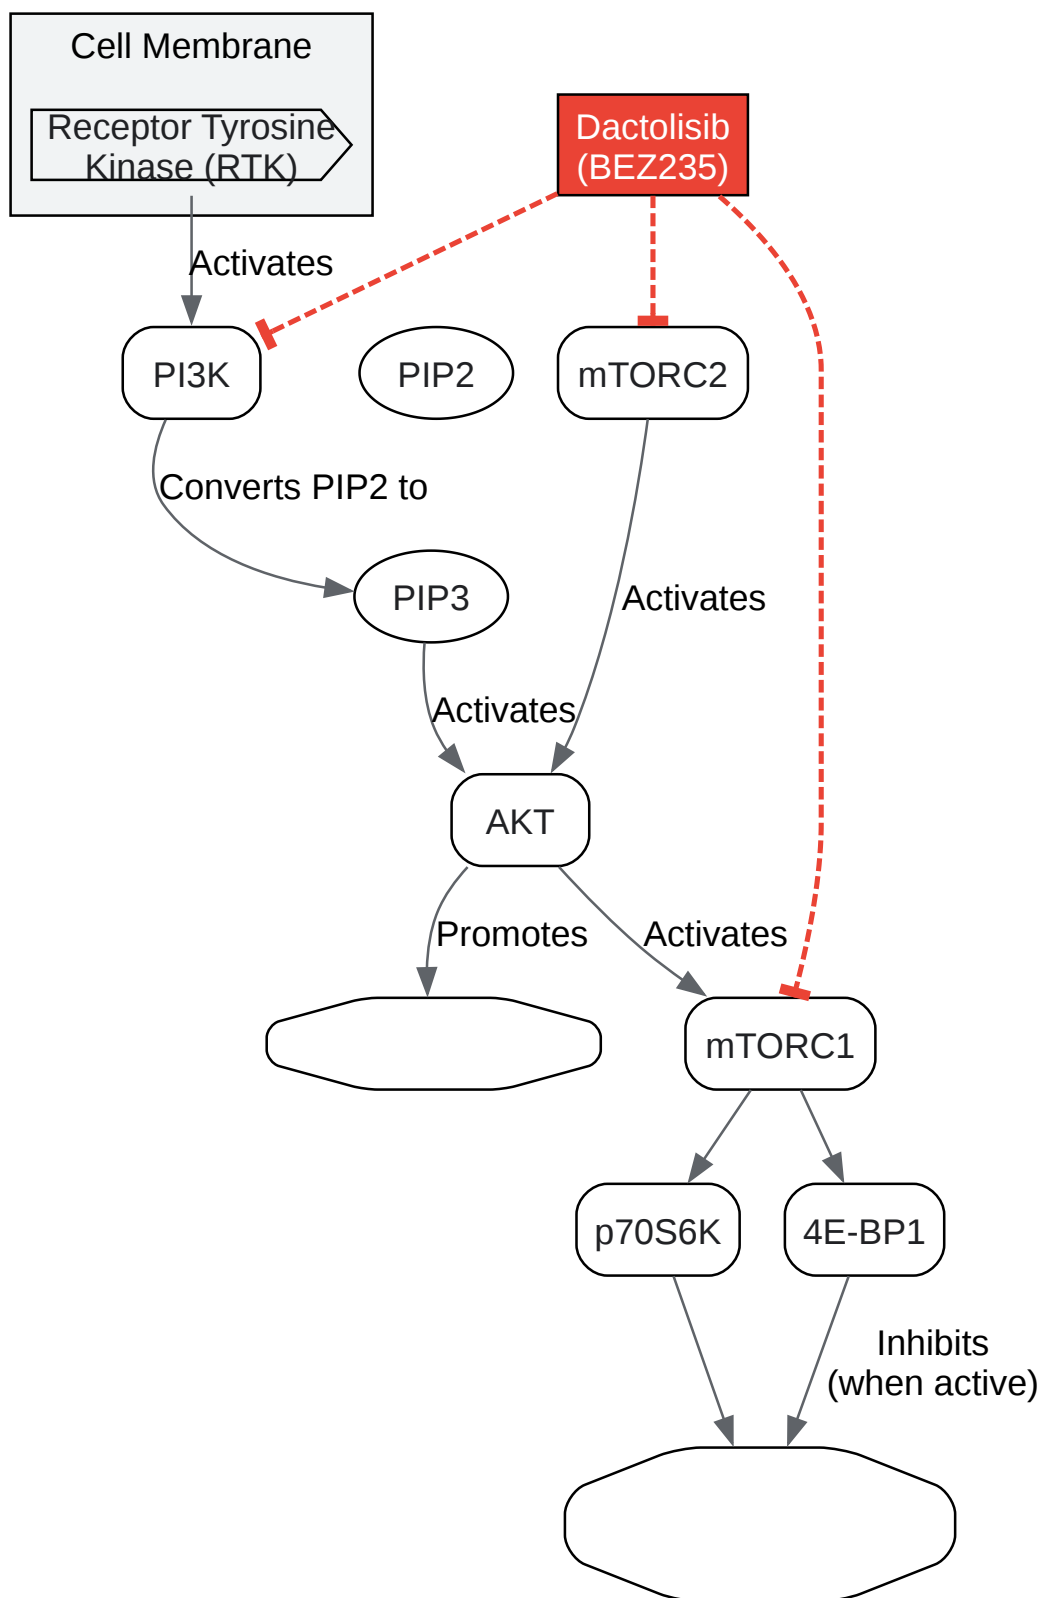 Cell Membrane
Receptor Tyrosine
Kinase (RTK)
Dactolisib
(BEZ235)
Activates
PI3K
PIP2
mTORC2
Converts PIP2 to
PIP3
Activates
Activates
AKT
Promotes
Activates
mTORC1
p70S6K
4E-BP1
Inhibits
(when active)